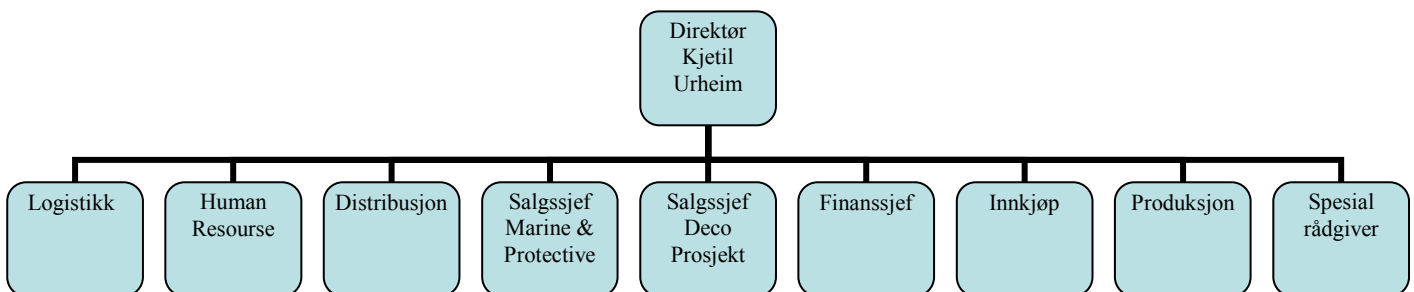 Direktør
Kjetil
Urheim
Logistikk
Human
Resourse
Distribusjon
Salgssjef
Marine &
Protective
Salgssjef
Deco
Prosjekt
Finanssjef
Innkjøp
Produksjon
Spesial
rådgiver